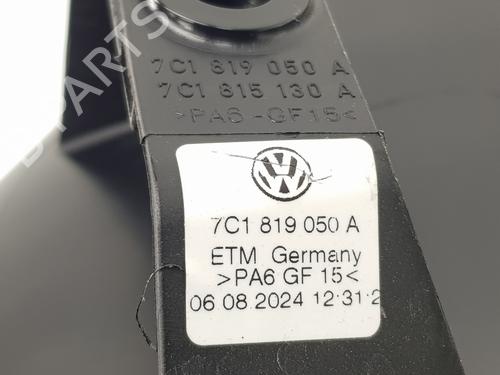 7C1 819 050 A
7C1 815 130 A
>PA6-GF15<
7C1 819 050 A
ETM Germany
>PA6 GF 15<
06 08 2024 12:31:2